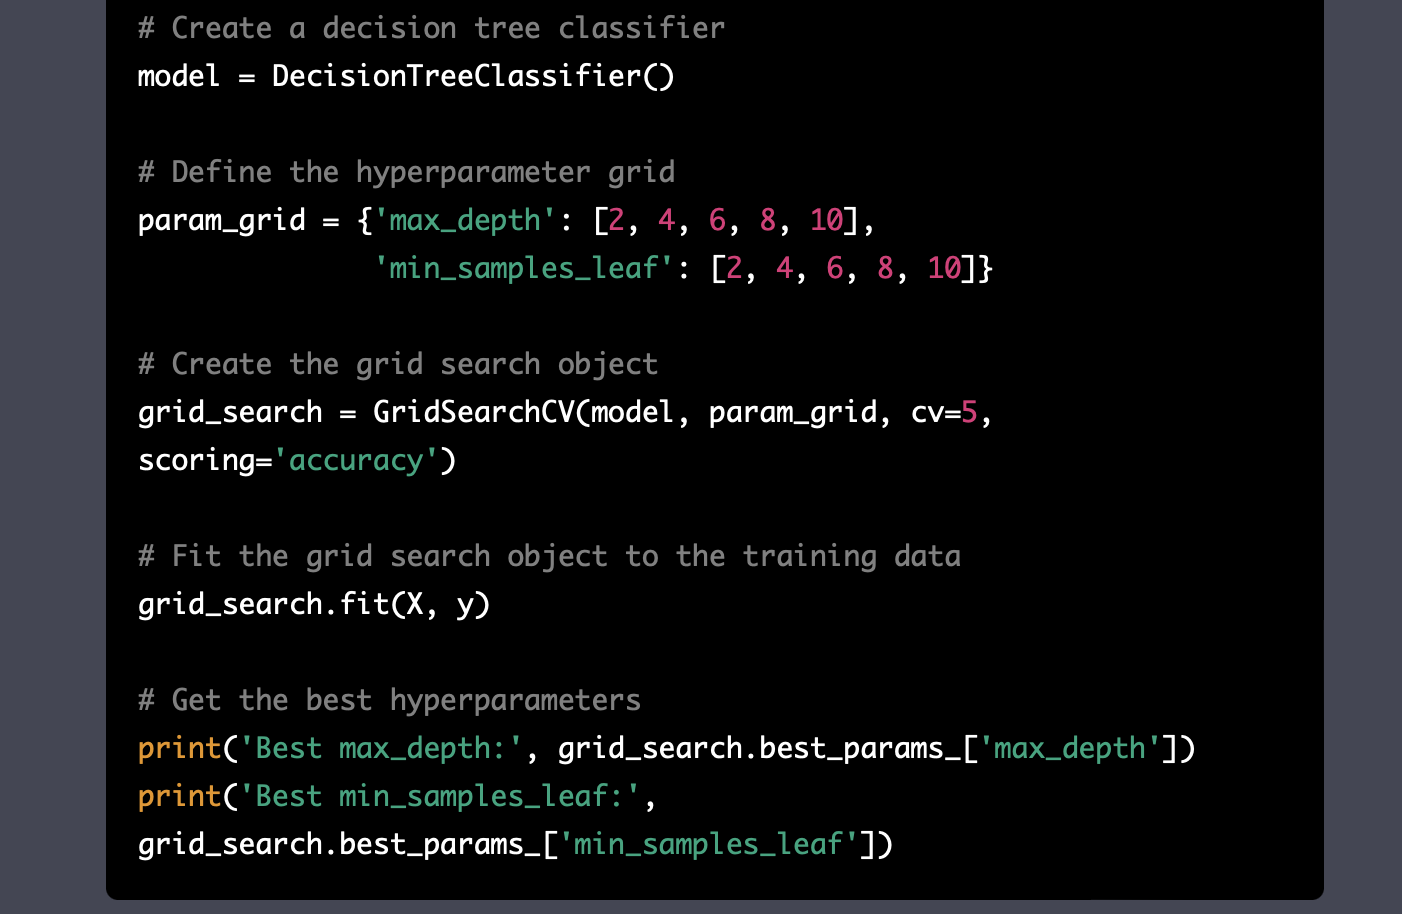 # Create a decision tree classifier
model = DecisionTreeClassifier()
# Define the hyperparameter grid
param_grid = {'max_depth': [2, 4, 6, 8, 10],
'min_samples_leaf': [2, 4, 6, 8, 10]}
# Create the grid search object
grid_search = GridSearchCV(model, param_grid, cv=5,
scoring='accuracy')
# Fit the grid search object to the training data
grid_search.fit(X, y)
# Get the best hyperparameters
print('Best max_depth:', grid_search.best_params_['max_depth'])
print('Best min_samples_leaf:',
grid_search.best_params_['min_samples_leaf'])